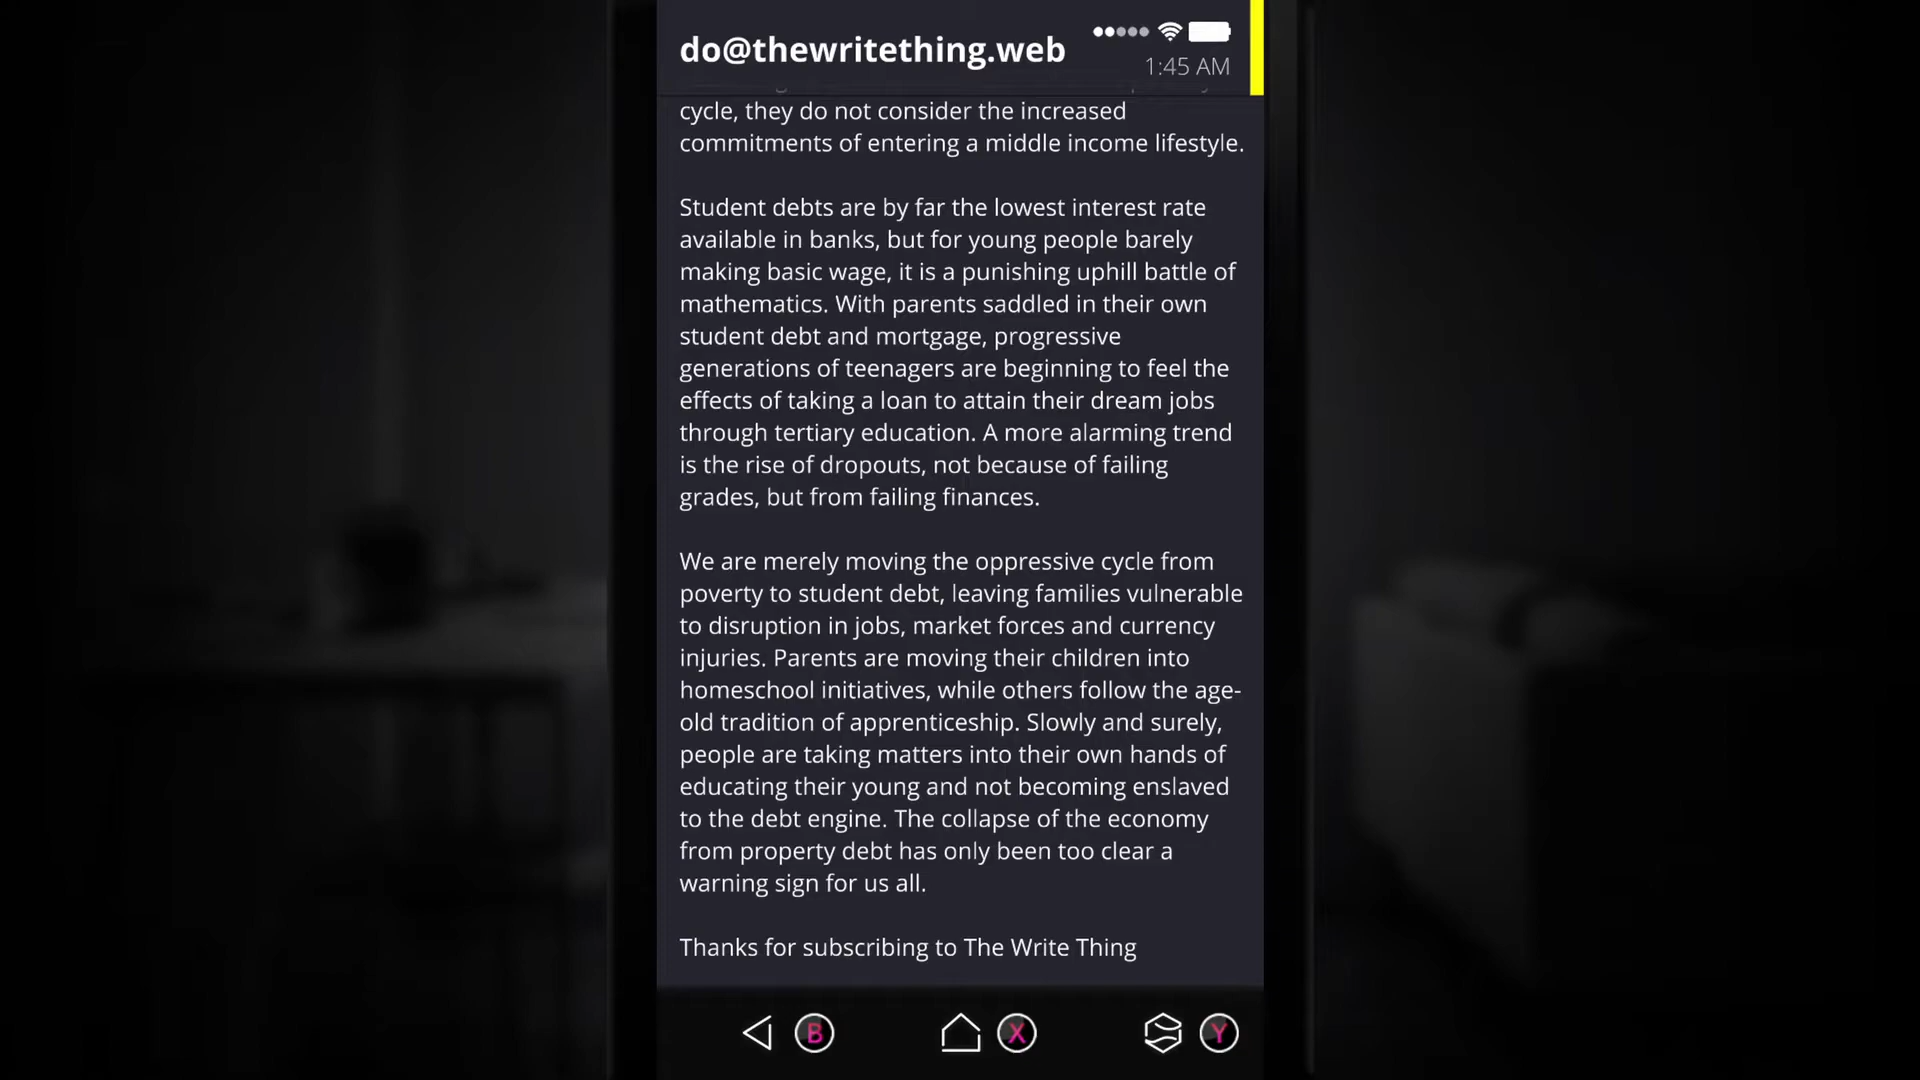 do@thewritething.web
1:45 AM
cycle, they do not consider the increased
commitments of entering a middle income lifestyle.
Student debts are by far the lowest interest rate
available in banks, but for young people barely
making basic wage, it is a punishing uphill battle of
mathematics. With parents saddled in their own
student debt and mortgage, progressive
generations of teenagers are beginning to feel the
effects of taking a loan to attain their dream jobs
through tertiary education. A more alarming trend
is the rise of dropouts, not because of failing
grades, but from failing finances.
We are merely moving the oppressive cycle from
poverty to student debt, leaving families vulnerable
to disruption in jobs, market forces and currency
injuries. Parents are moving their children into
homeschool initiatives, while others follow the age-
old tradition of apprenticeship. Slowly and surely,
people are taking matters into their own hands of
educating their young and not becoming enslaved
to the debt engine. The collapse of the economy
from property debt has only been too clear a
warning sign for us all.
Thanks for subscribing to The Write Thing
B X Y